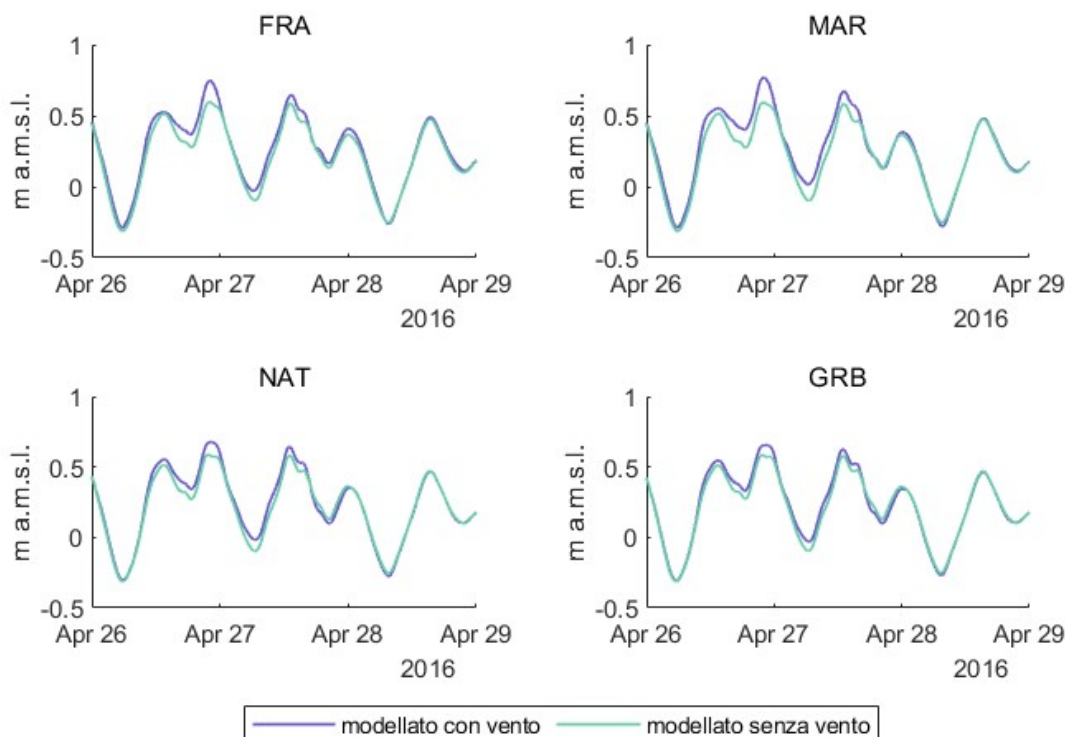 FRA
1
0.5
0
-0.5
m a.m.s.l.
Apr 26 Apr 27 Apr 28 Apr 29
2016
MAR
1
0.5
0
-0.5
m a.m.s.l.
Apr 26 Apr 27 Apr 28 Apr 29
2016
NAT
1
0.5
0
-0.5
m a.m.s.l.
Apr 26 Apr 27 Apr 28 Apr 29
2016
GRB
1
0.5
0
-0.5
m a.m.s.l.
Apr 26 Apr 27 Apr 28 Apr 29
2016
modellato con vento modellato senza vento